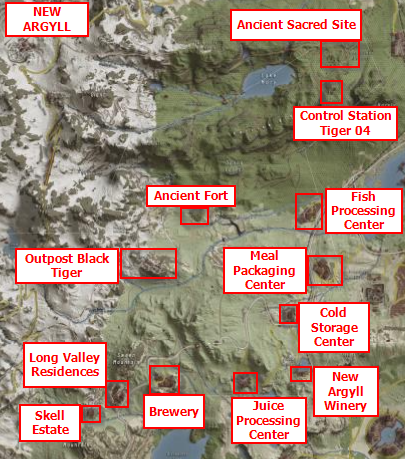 NEW
ARGYLL
Ancient Sacred Site
Control Station
Tiger 04
Ancient Fort
Fish
Processing
Center
Outpost Black
Tiger
Meal
Packaging
Center
Cold
Storage
Center
Long Valley
Residences
New
Argyll
Winery
Skell
Estate
Brewery
Juice
Processing
Center